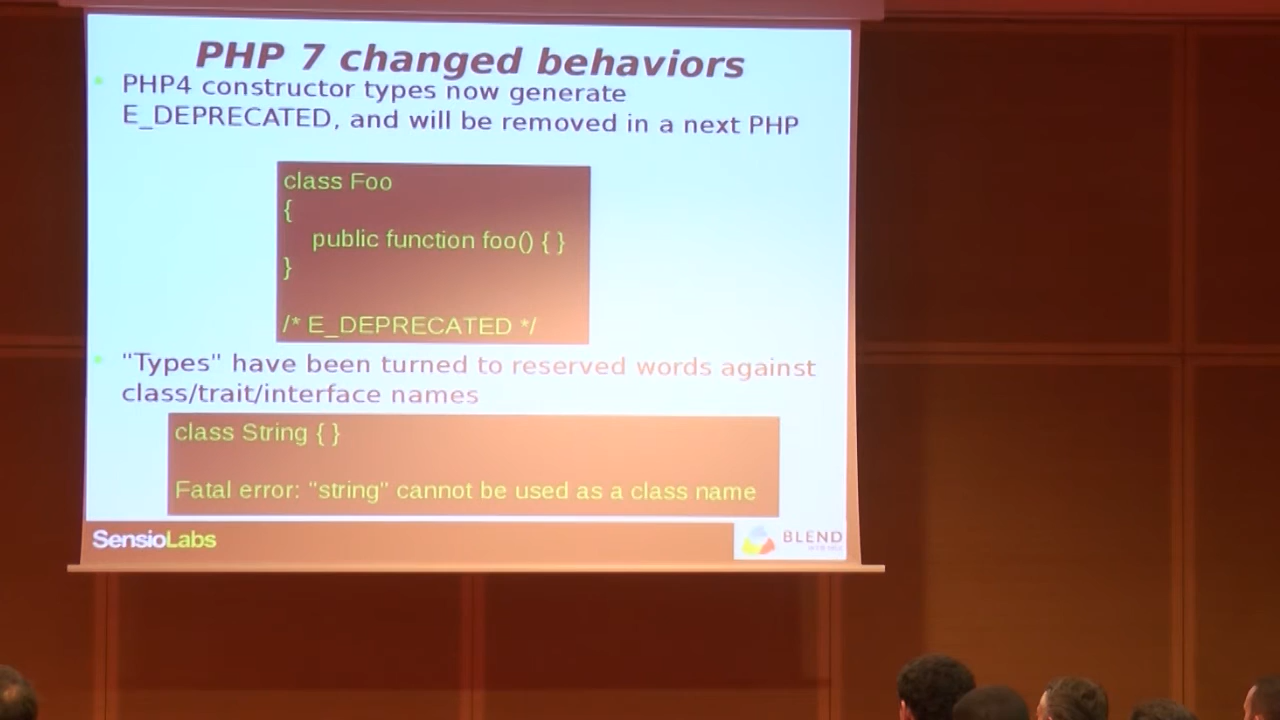 PHP 7 changed behaviors
PHP4 constructor types now generate
E_DEPRECATED, and will be removed in a next PHP
class Foo
{
public function foo() { }
}
/* E_DEPRECATED */
"Types" have been turned to reserved words against
class/trait/interface names
class String { }
Fatal error: "string" cannot be used as a class name
SensioLabs
BLEND